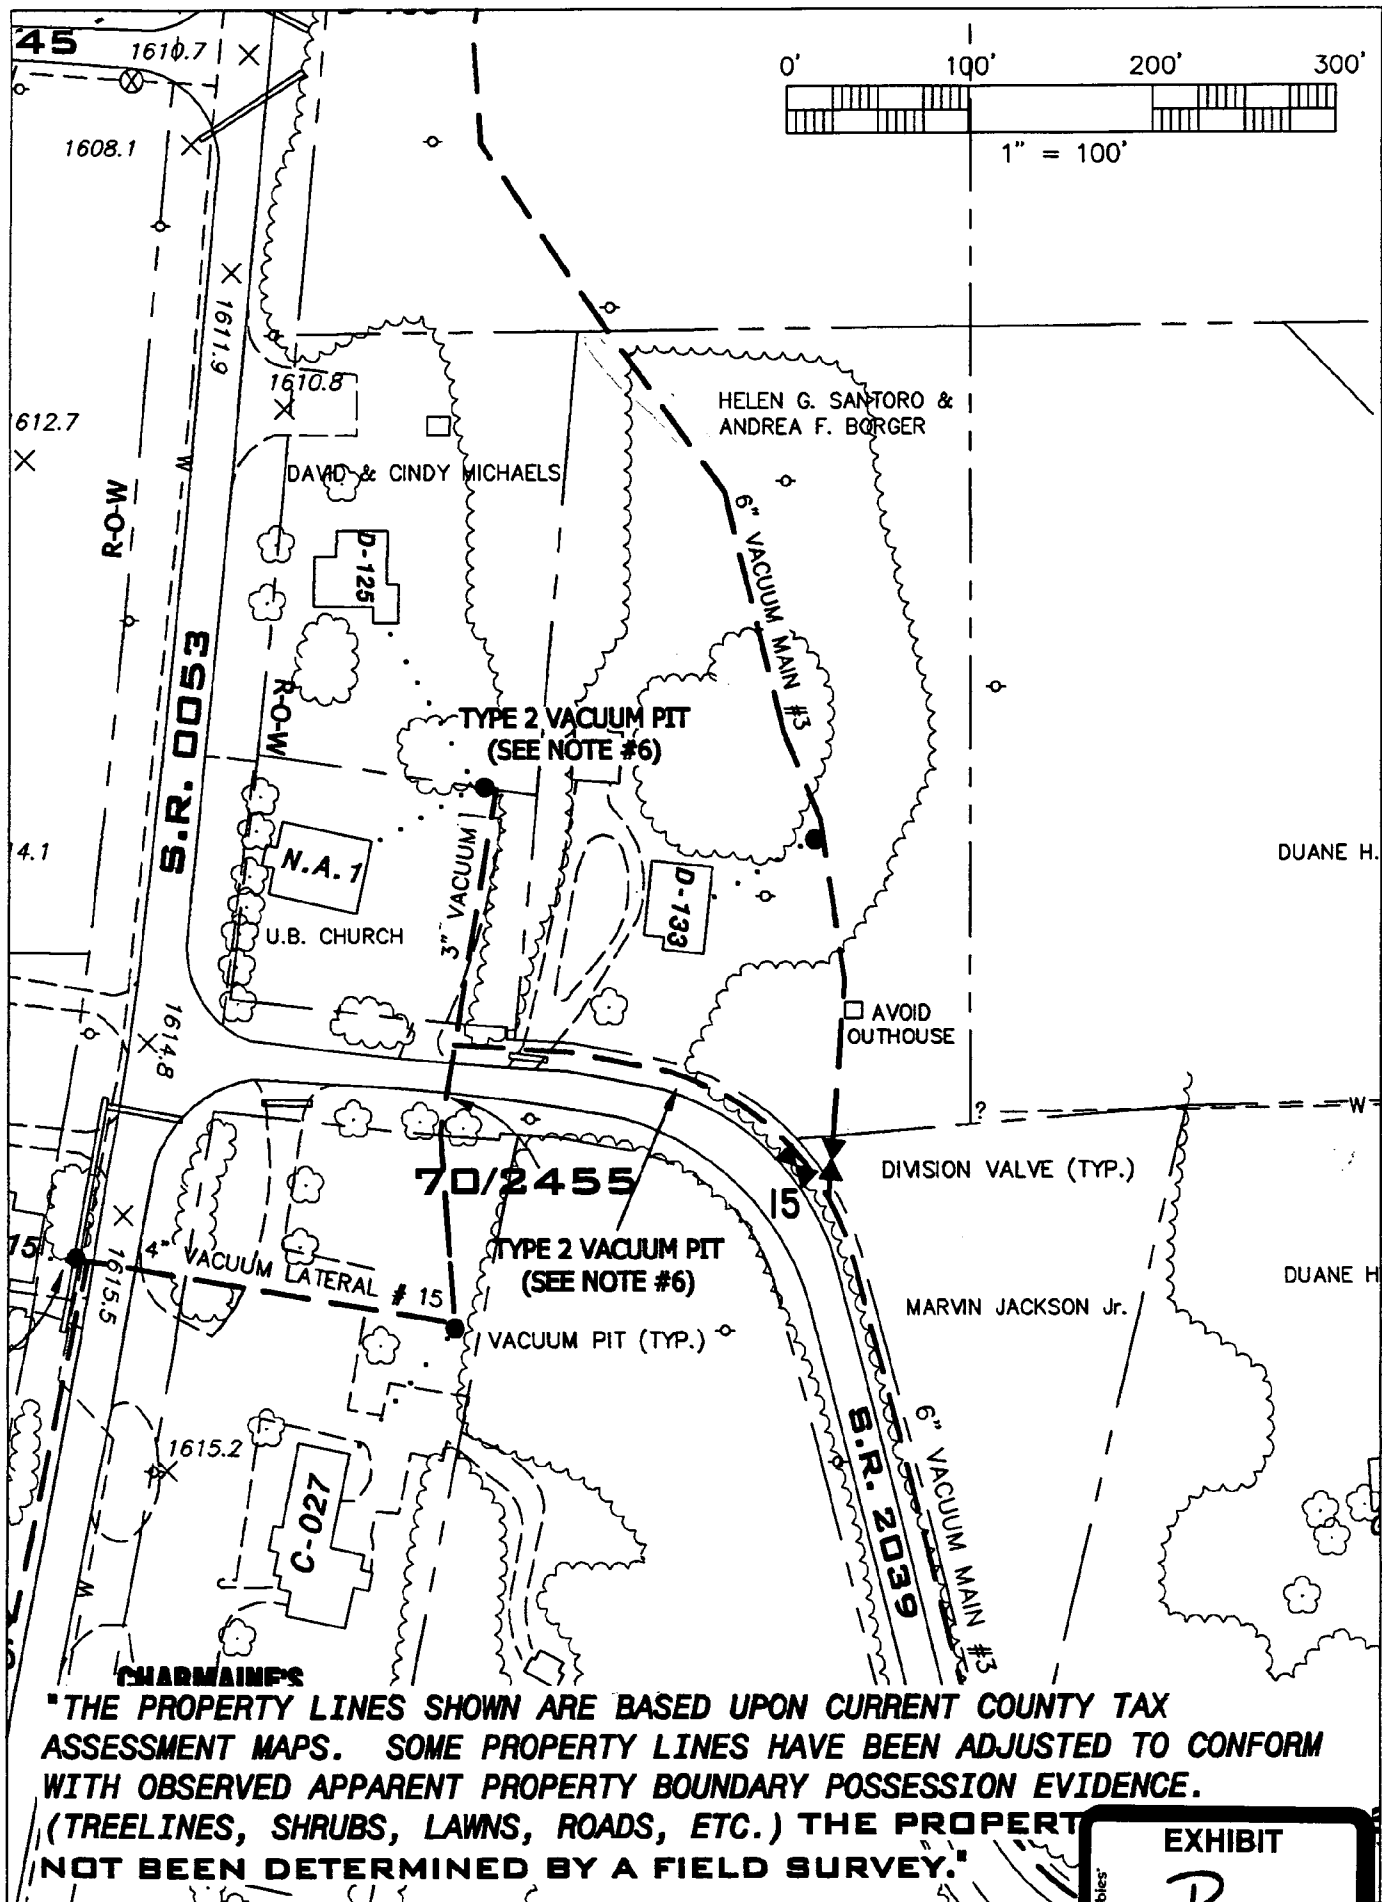 45
1610.7
0' 100' 200' 300'
1" = 100'
1608.1
1611.9
1610.8
612.7
HELEN G. SANTORO &
ANDREA F. BORGER
DAVID & CINDY MICHAELS
W
R-O-W
D-125
6" VACUUM MAIN #3
S.R. 0053
R-O-W
TYPE 2 VACUUM PIT
(SEE NOTE #6)
4.1
N.A. 1
3" VACUUM
D-133
DUANE H.
U.B. CHURCH
AVOID
OUTHOUSE
1614.8
?
W
70/2455
DIVISION VALVE (TYP.)
15
15
4" VACUUM LATERAL # 15
TYPE 2 VACUUM PIT
(SEE NOTE #6)
DUANE H
1615.5
MARVIN JACKSON Jr.
VACUUM PIT (TYP.)
1615.2
C-027
S.R. 2039
6" VACUUM MAIN #3
W
CHARMAINE'S
"THE PROPERTY LINES SHOWN ARE BASED UPON CURRENT COUNTY TAX
ASSESSMENT MAPS. SOME PROPERTY LINES HAVE BEEN ADJUSTED TO CONFORM
WITH OBSERVED APPARENT PROPERTY BOUNDARY POSSESSION EVIDENCE.
(TREELINES, SHRUBS, LAWNS, ROADS, ETC.) THE PROPERT
NOT BEEN DETERMINED BY A FIELD SURVEY."
EXHIBIT